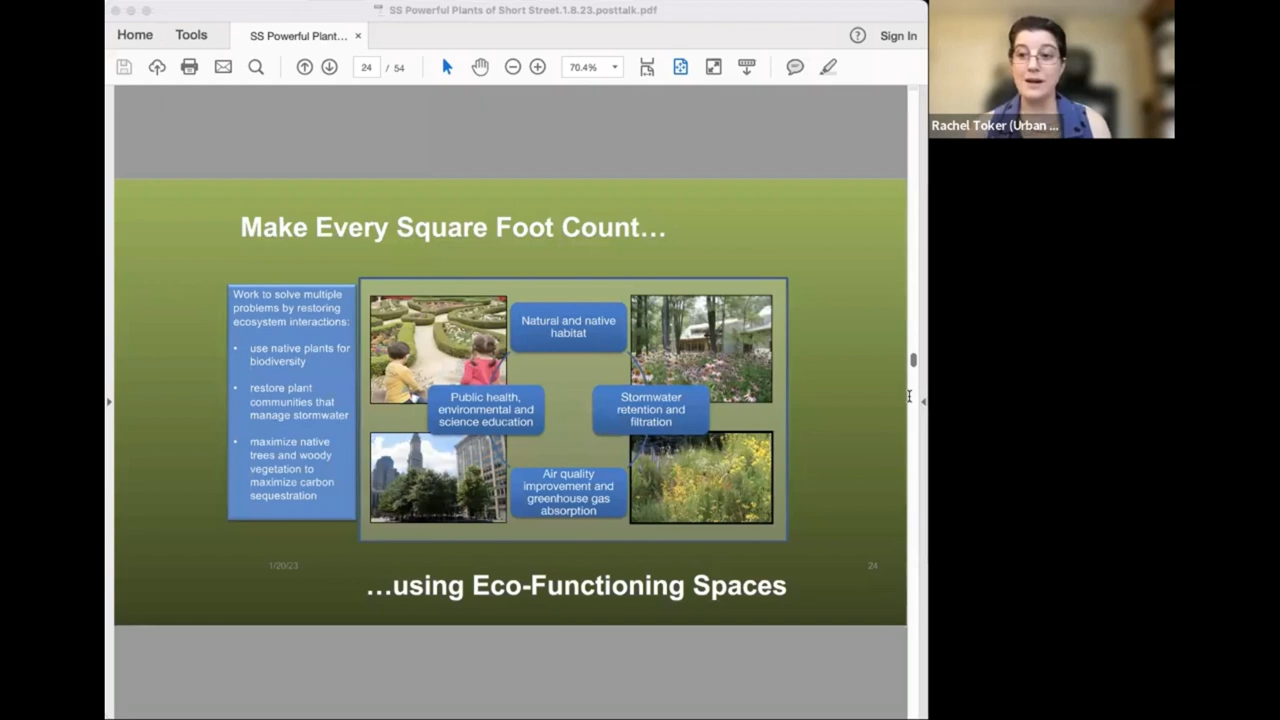 SS Powerful Plants of Short Street.1.8.23.posttalk.pdf
Home
Tools
SS Powerful Plant... ×
? Sign In
24 / 54
70.4%
Rachel Toker (Urban ...
Make Every Square Foot Count…
Work to solve multiple
problems by restoring
ecosystem interactions:
• use native plants for
biodiversity
• restore plant
communities that
manage stormwater
• maximize native
trees and woody
vegetation to
maximize carbon
sequestration
Natural and native
habitat
Public health,
environmental and
science education
Stormwater
retention and
filtration
Air quality
improvement and
greenhouse gas
absorption
1/20/23
24
…using Eco-Functioning Spaces